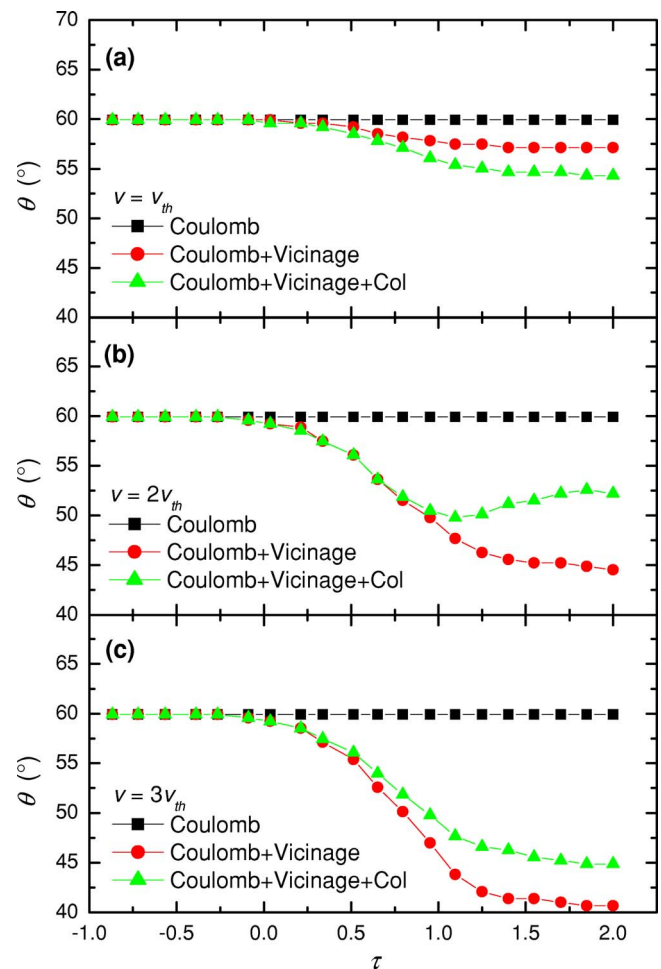 70
(a)
65
60
55
θ (°)
50
v = v_th
Coulomb
Coulomb+Vicinage
45
Coulomb+Vicinage+Col
40
(b)
65
60
55
θ (°)
50
v = 2v_th
Coulomb
45
Coulomb+Vicinage
Coulomb+Vicinage+Col
40
(c)
65
60
55
θ (°)
50
v = 3v_th
Coulomb
45
Coulomb+Vicinage
Coulomb+Vicinage+Col
40
-1.0 -0.5 0.0 0.5 1.0 1.5 2.0
τ